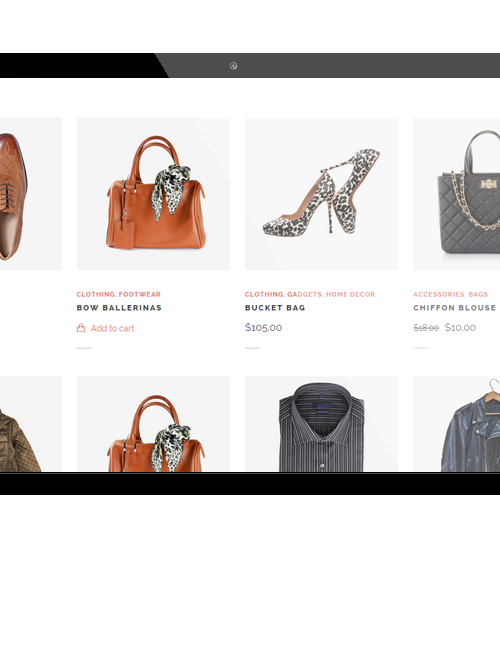 CLOTHING, FOOTWEAR
BOW BALLERINAS
Add to cart
CLOTHING, GADGETS, HOME DECOR
BUCKET BAG
$105.00
ACCESSORIES, BAGS
CHIFFON BLOUSE
$18.00 $10.00